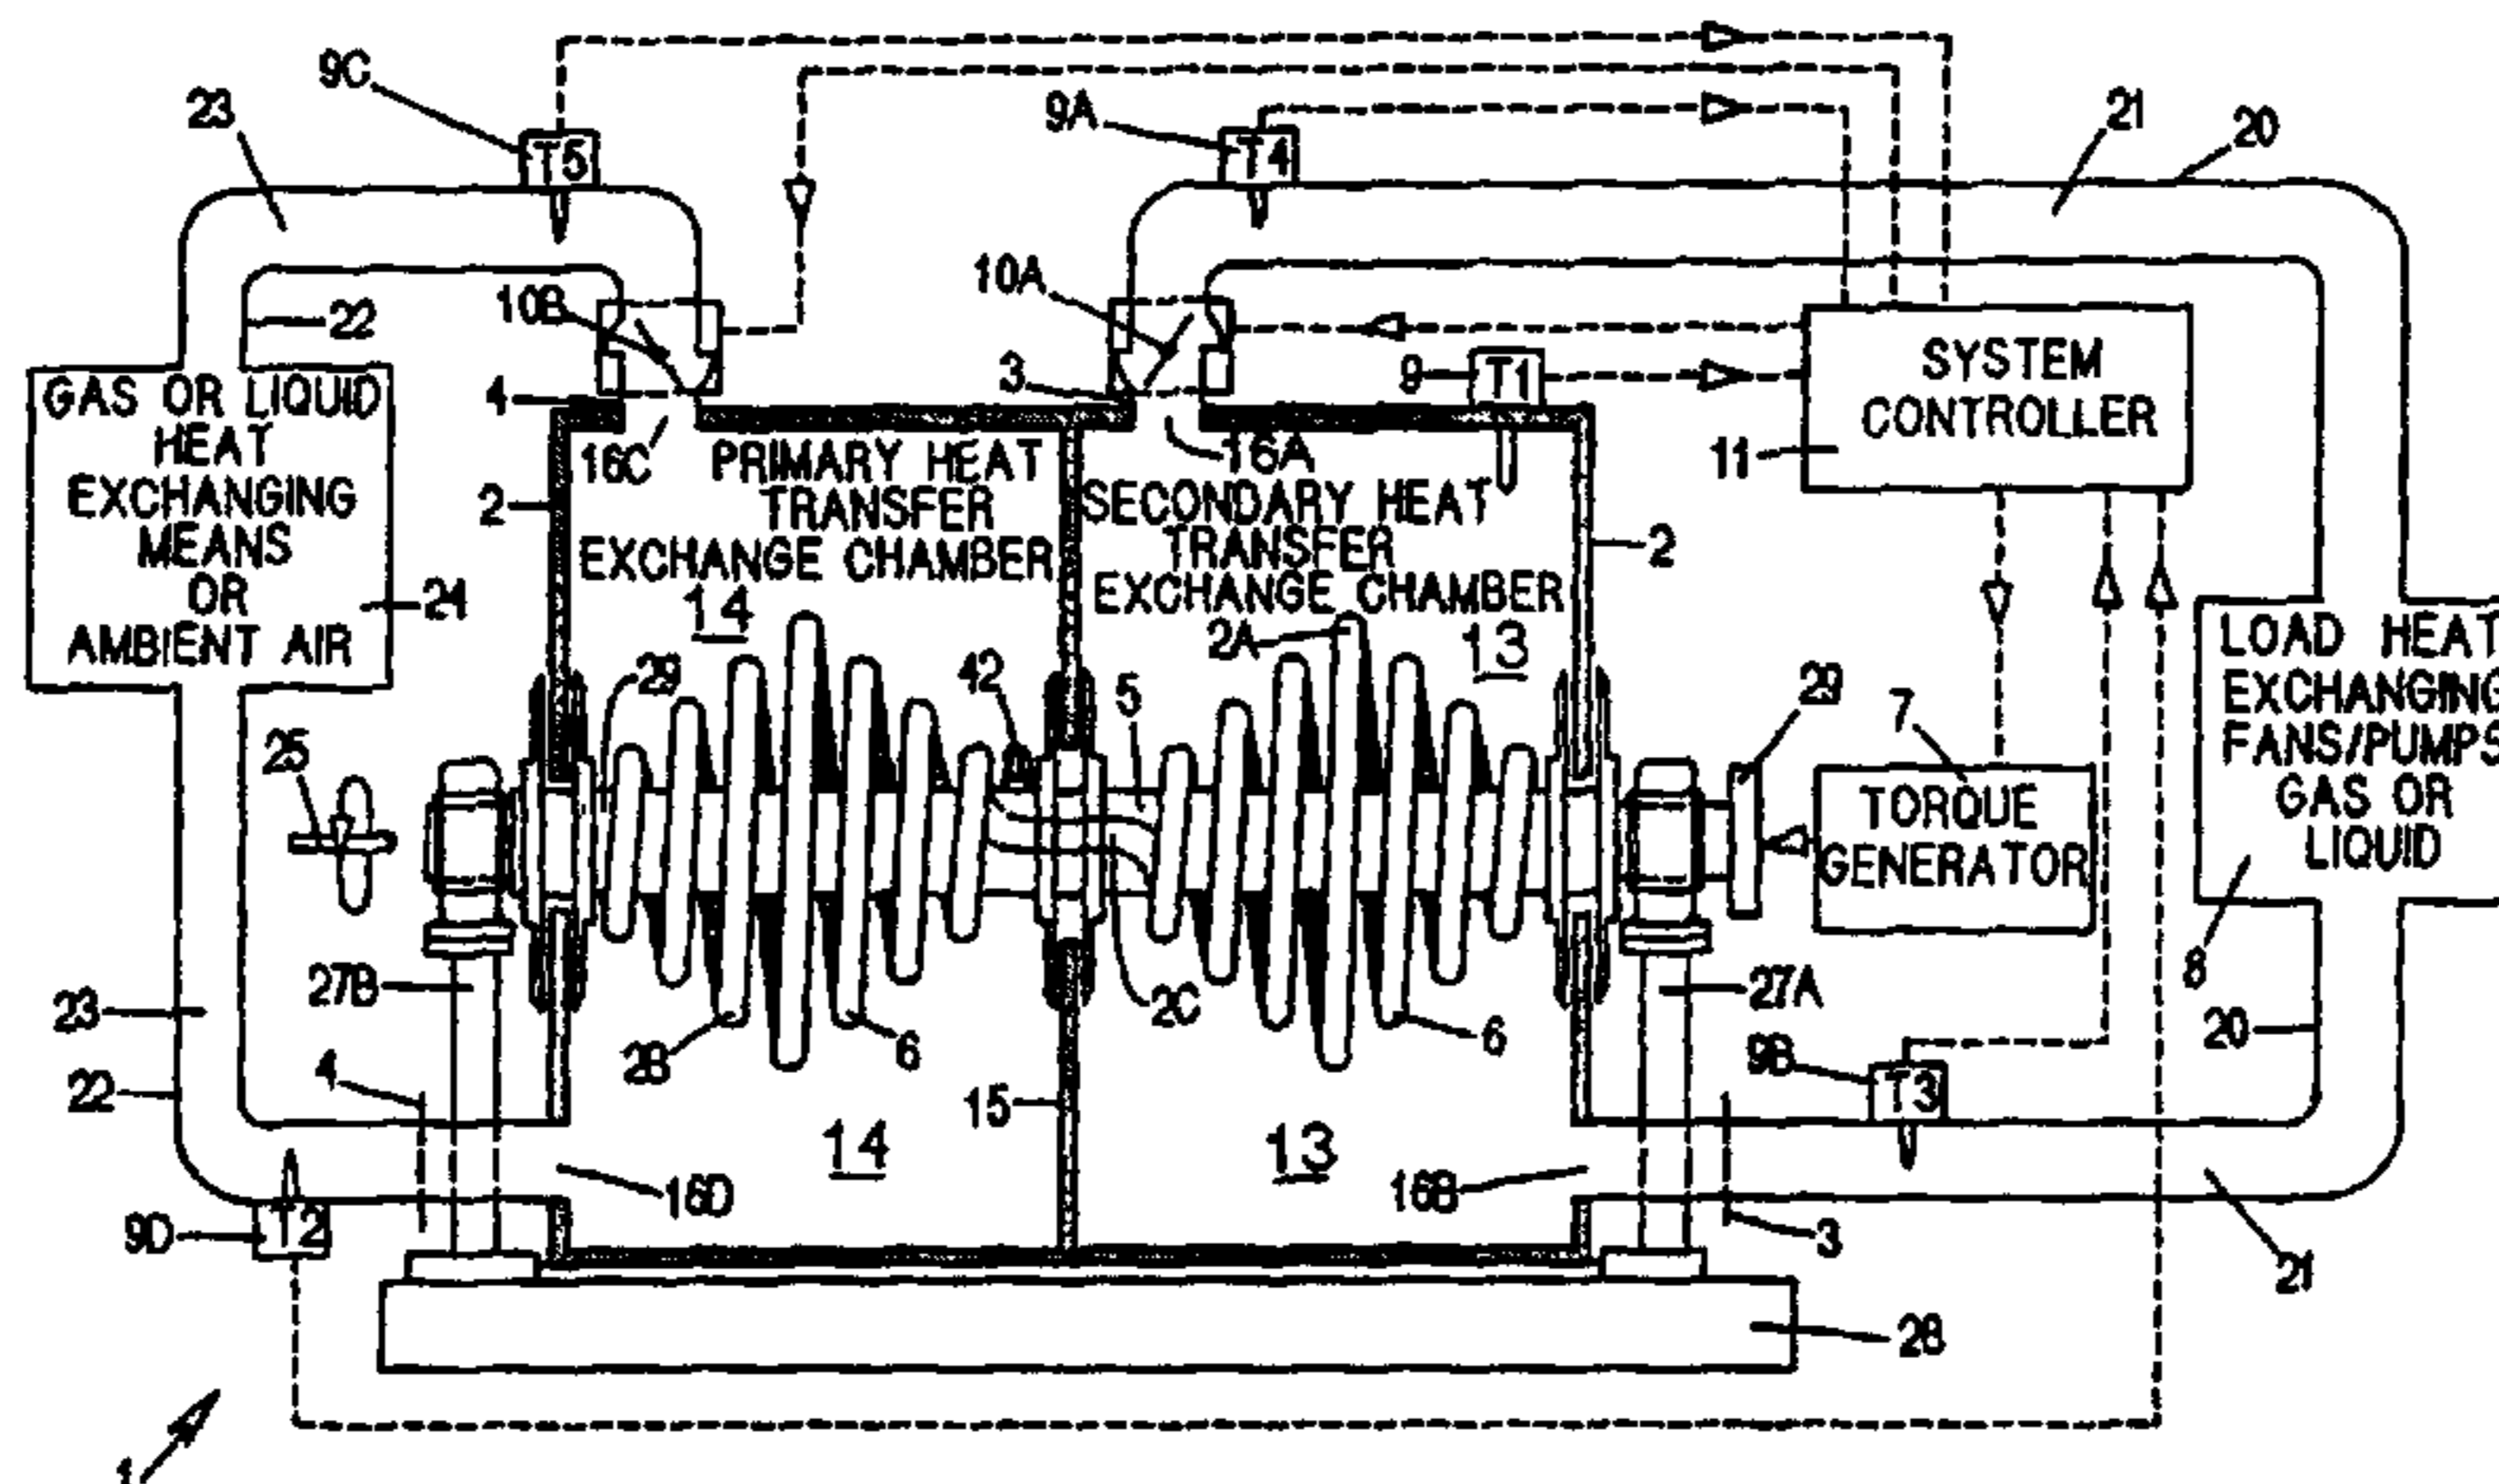 9C
23
T5
9A
T4
21
20
10B
10A
22
3
9
T1
SYSTEM
CONTROLLER
11
4
16C
16A
GAS OR LIQUID
HEAT
EXCHANGING
MEANS
OR
AMBIENT AIR
24
2
PRIMARY HEAT
TRANSFER
EXCHANGE CHAMBER
14
SECONDARY HEAT
TRANSFER
EXCHANGE CHAMBER
2A
13
2
LOAD HEAT
EXCHANGING
FANS/PUMPS
GAS OR
LIQUID
8
29
42
5
29
7
TORQUE
GENERATOR
25
27B
23
22
4
2B
6
2C
6
27A
9B
T3
20
15
14
13
16D
16B
3
9D
T2
21
28
1